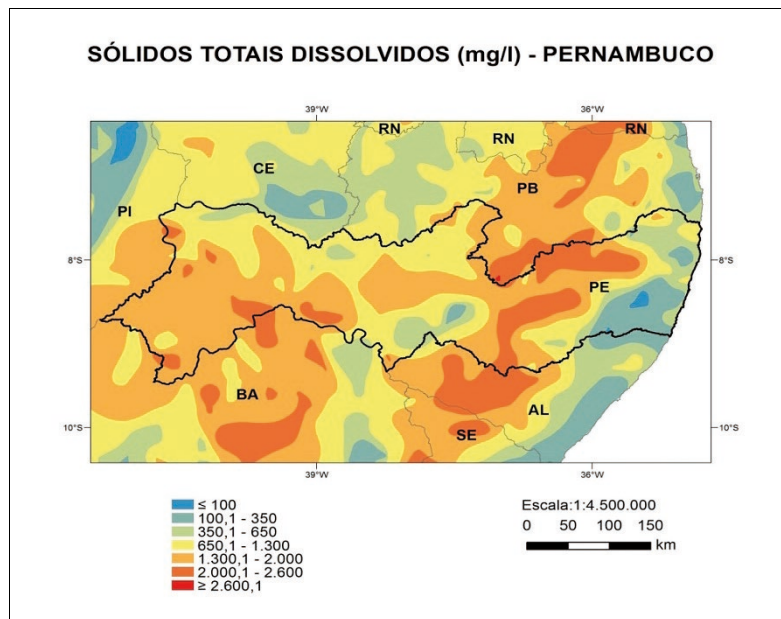 SÓLIDOS TOTAIS DISSOLVIDOS (mg/l) - PERNAMBUCO
39°W 36°W
RN RN RN
CE
PB
PI
8°S 8°S
PE
BA
AL
SE
10°S 10°S
39°W 36°W
≤ 100
100,1 - 350
350,1 - 650
650,1 - 1.300
1.300,1 - 2.000
2.000,1 - 2.600
≥ 2.600,1
Escala:1:4.500.000
0 50 100 150
km